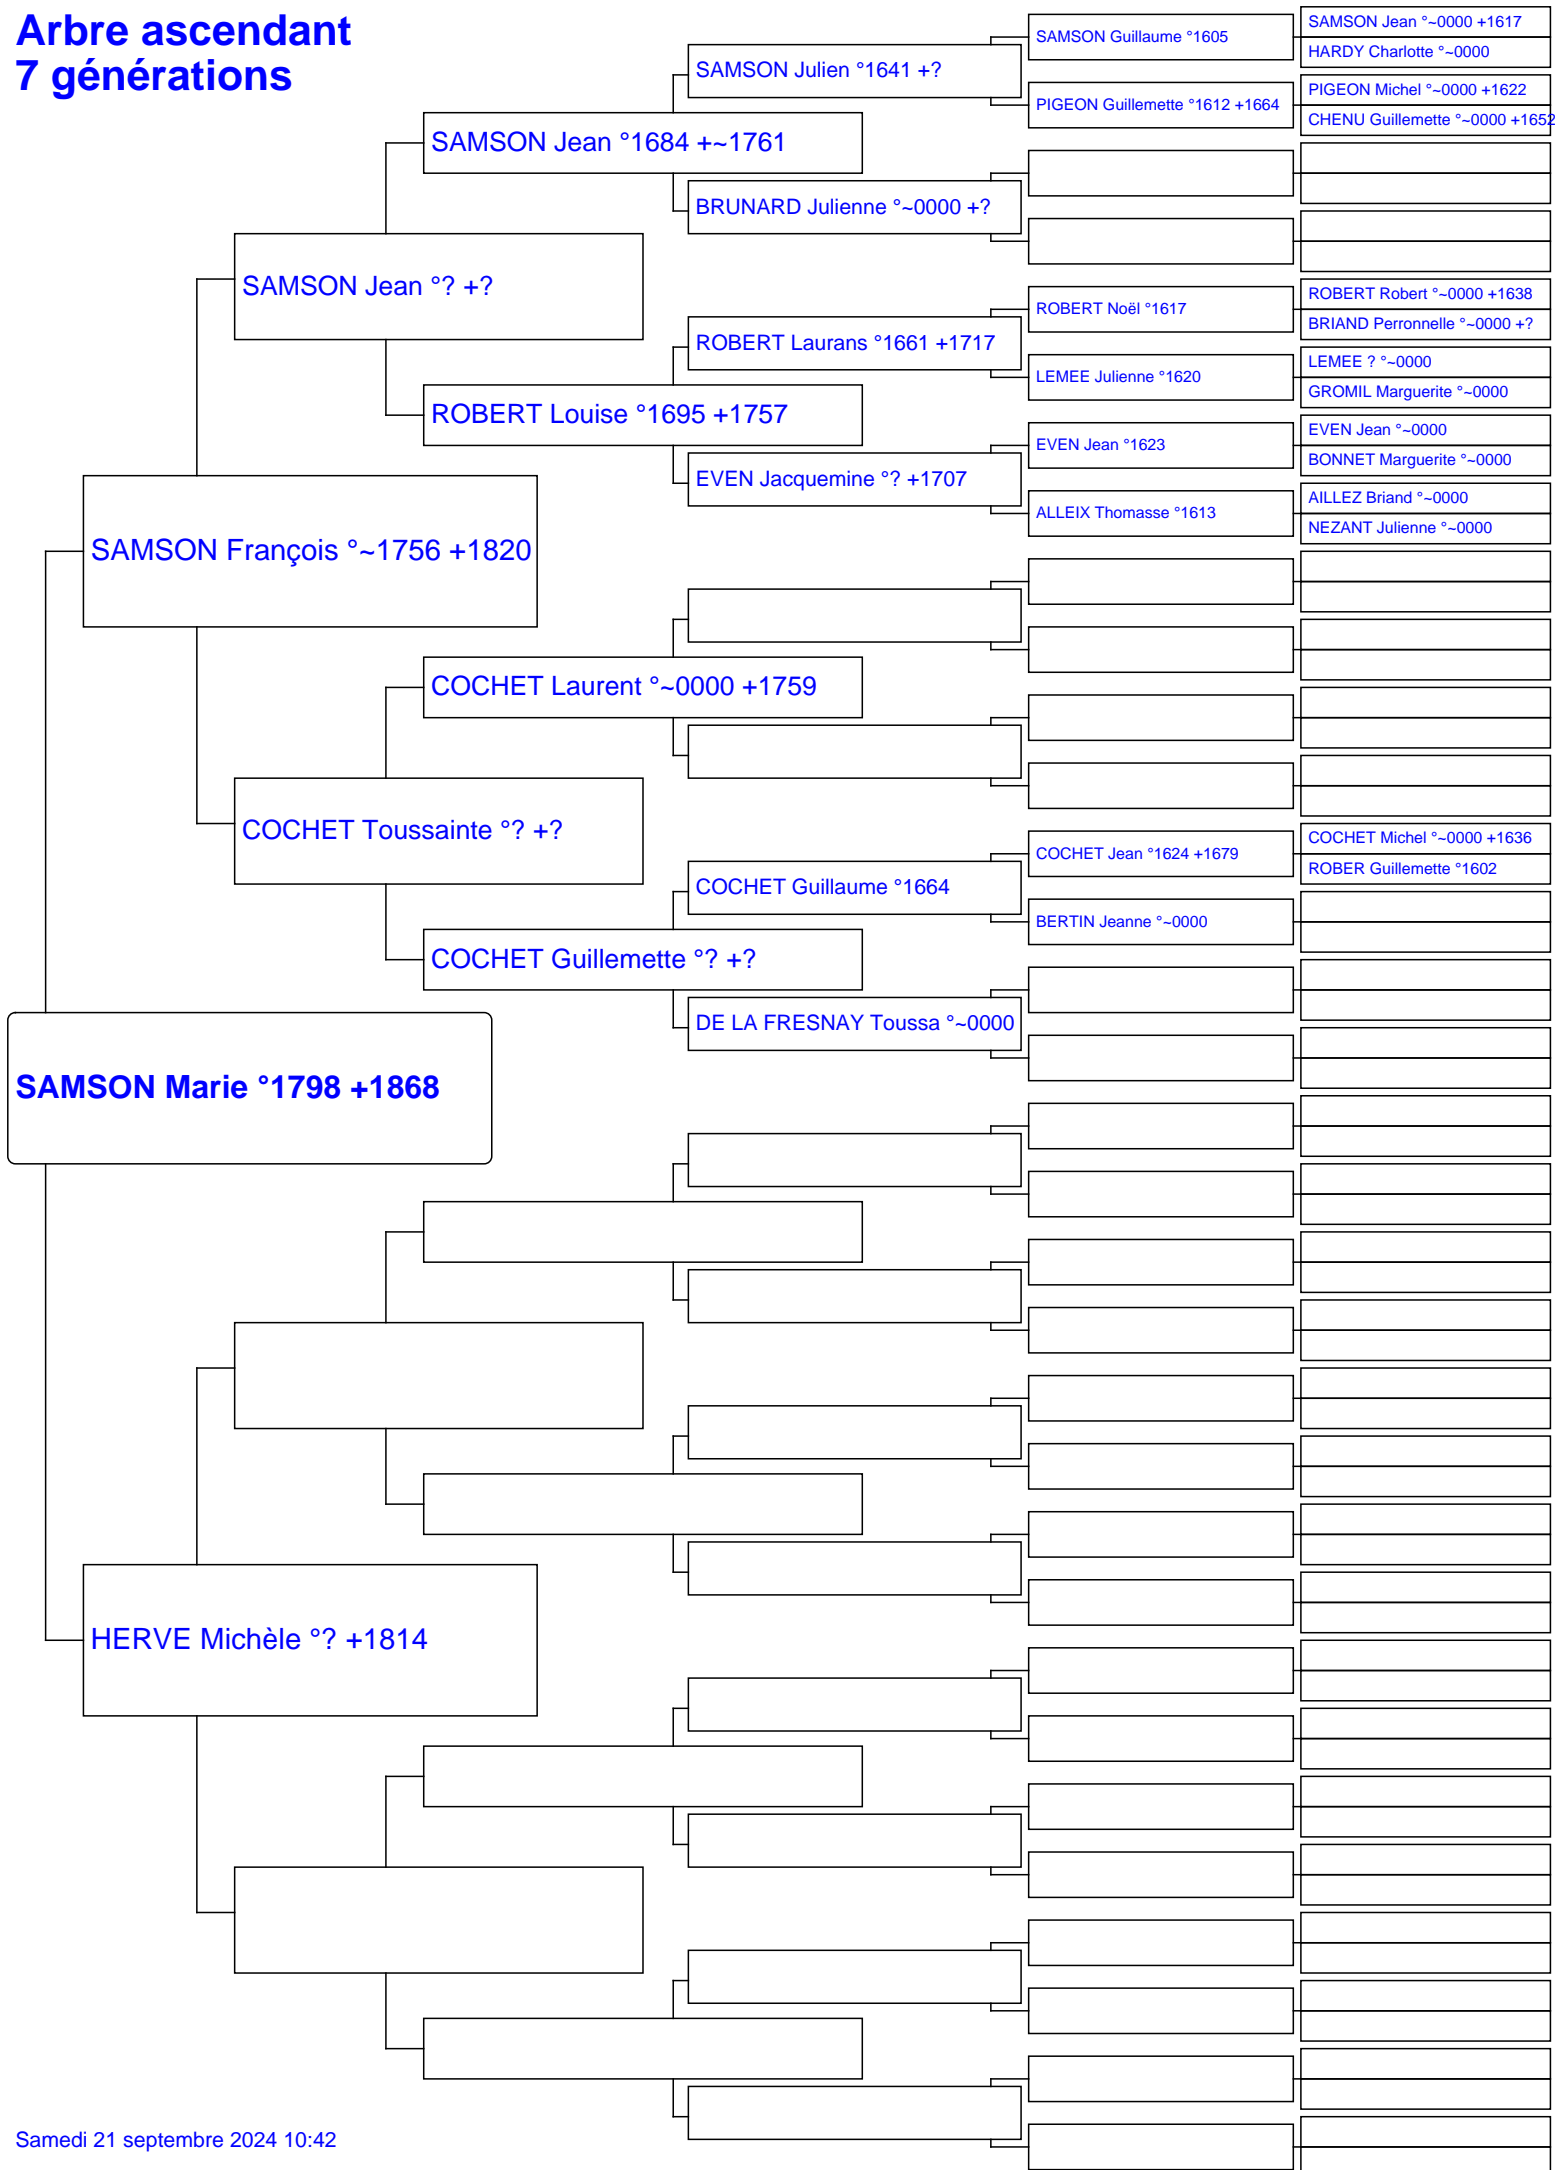 Arbre ascendant
7 générations
SAMSON Marie °1798 +1868
SAMSON François °~1756 +1820
HERVE Michèle °? +1814
SAMSON Jean °? +?
COCHET Toussainte °? +?
SAMSON Jean °1684 +~1761
ROBERT Louise °1695 +1757
COCHET Laurent °~0000 +1759
COCHET Guillemette °? +?
SAMSON Julien °1641 +?
BRUNARD Julienne °~0000 +?
ROBERT Laurans °1661 +1717
EVEN Jacquemine °? +1707
COCHET Guillaume °1664
DE LA FRESNAY Toussa °~0000
SAMSON Guillaume °1605
PIGEON Guillemette °1612 +1664
ROBERT Noël °1617
LEMEE Julienne °1620
EVEN Jean °1623
ALLEIX Thomasse °1613
COCHET Jean °1624 +1679
BERTIN Jeanne °~0000
SAMSON Jean °~0000 +1617
HARDY Charlotte °~0000
PIGEON Michel °~0000 +1622
CHENU Guillemette °~0000 +1652
ROBERT Robert °~0000 +1638
BRIAND Perronnelle °~0000 +?
LEMEE ? °~0000
GROMIL Marguerite °~0000
EVEN Jean °~0000
BONNET Marguerite °~0000
AILLEZ Briand °~0000
NEZANT Julienne °~0000
COCHET Michel °~0000 +1636
ROBER Guillemette °1602
Samedi 21 septembre 2024 10:42